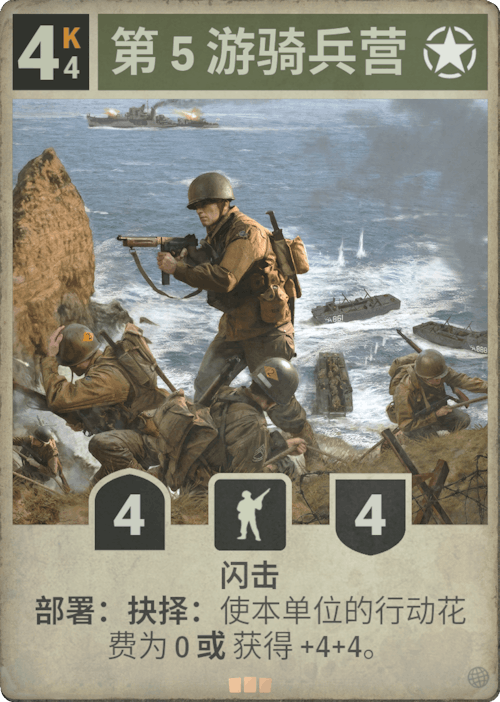 4 K 4 第 5 游骑兵营
861
4 4
闪击
部署：抉择：使本单位的行动花
费为 0 或 获得 +4+4。